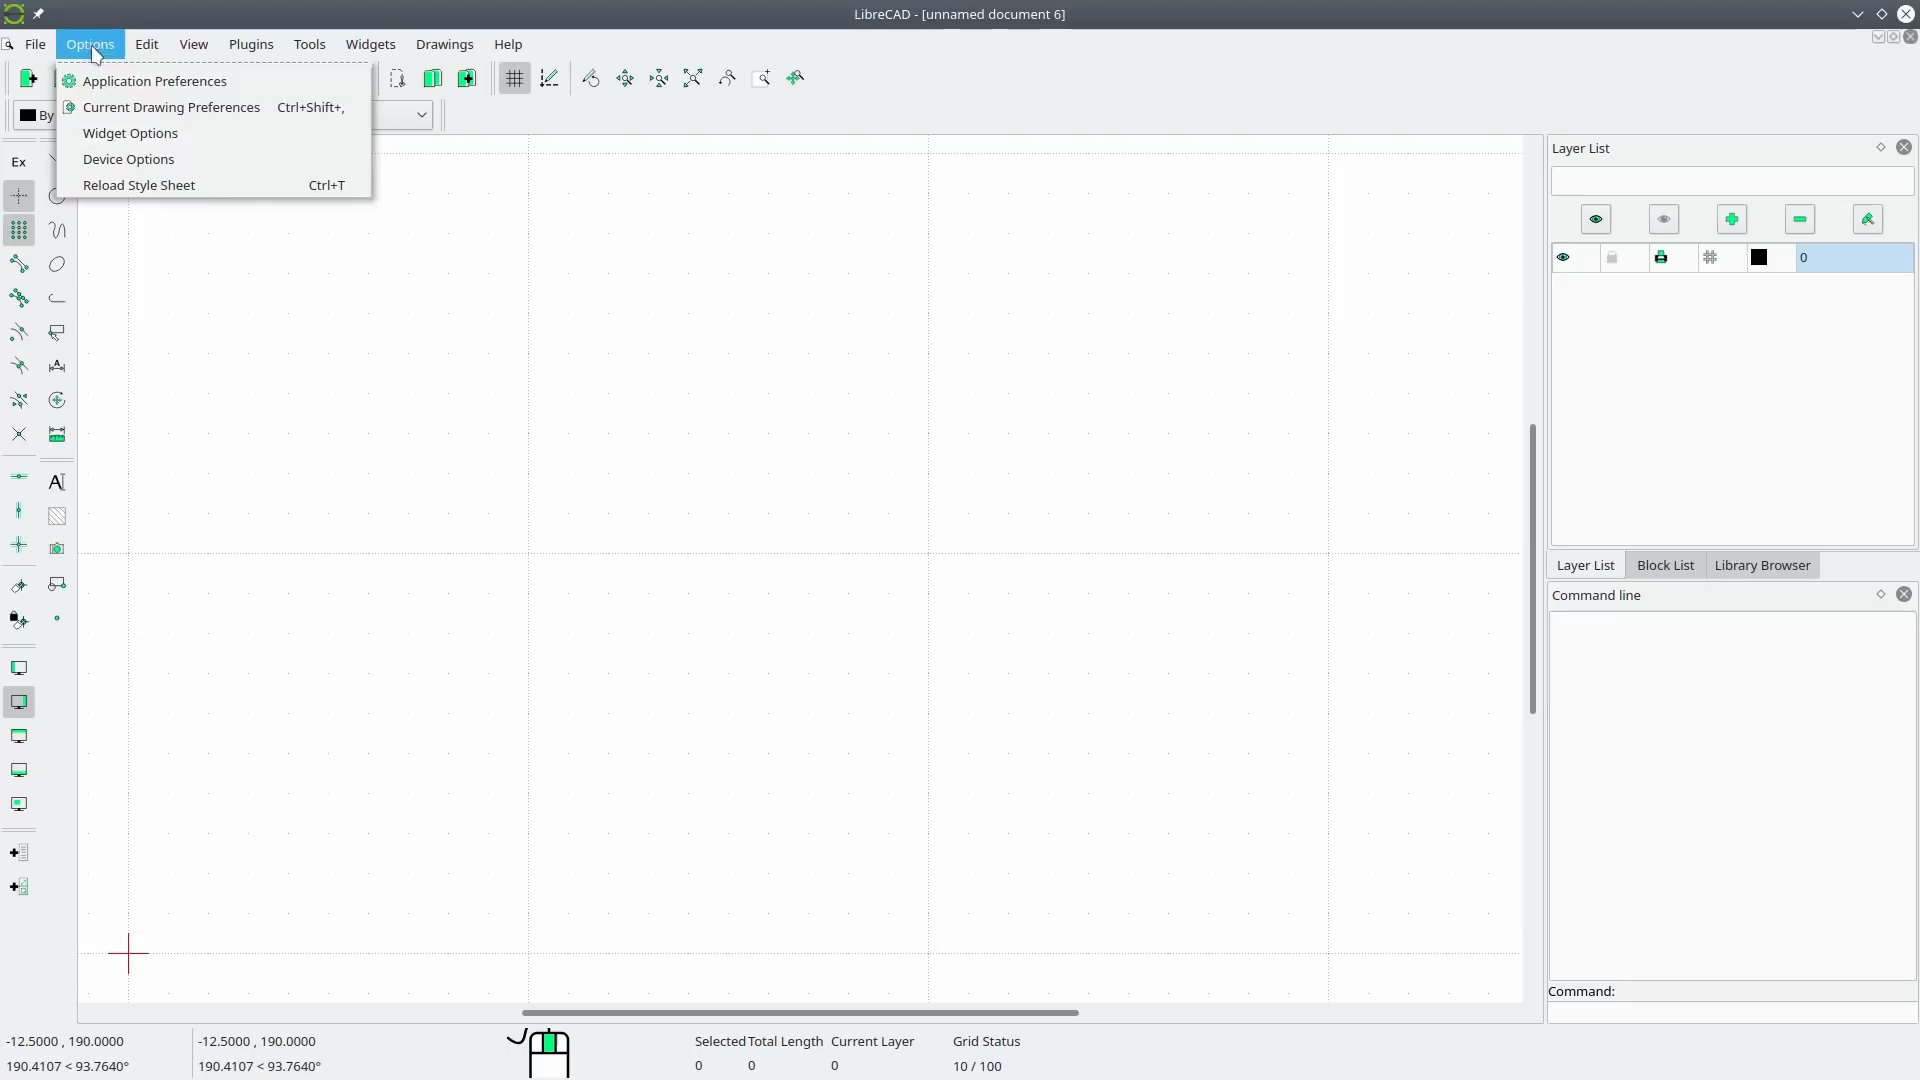 LibreCAD - [unnamed document 6]
File Options Edit View Plugins Tools Widgets Drawings Help
Application Preferences
Current Drawing Preferences Ctrl+Shift+,
Widget Options
Device Options
Reload Style Sheet Ctrl+T
By
Ex
A
Layer List
0
Layer List Block List Library Browser
Command line
Command:
-12.5000 , 190.0000 -12.5000 , 190.0000 Selected Total Length Current Layer Grid Status
190.4107 < 93.7640° 190.4107 < 93.7640° 0 0 0 10 / 100